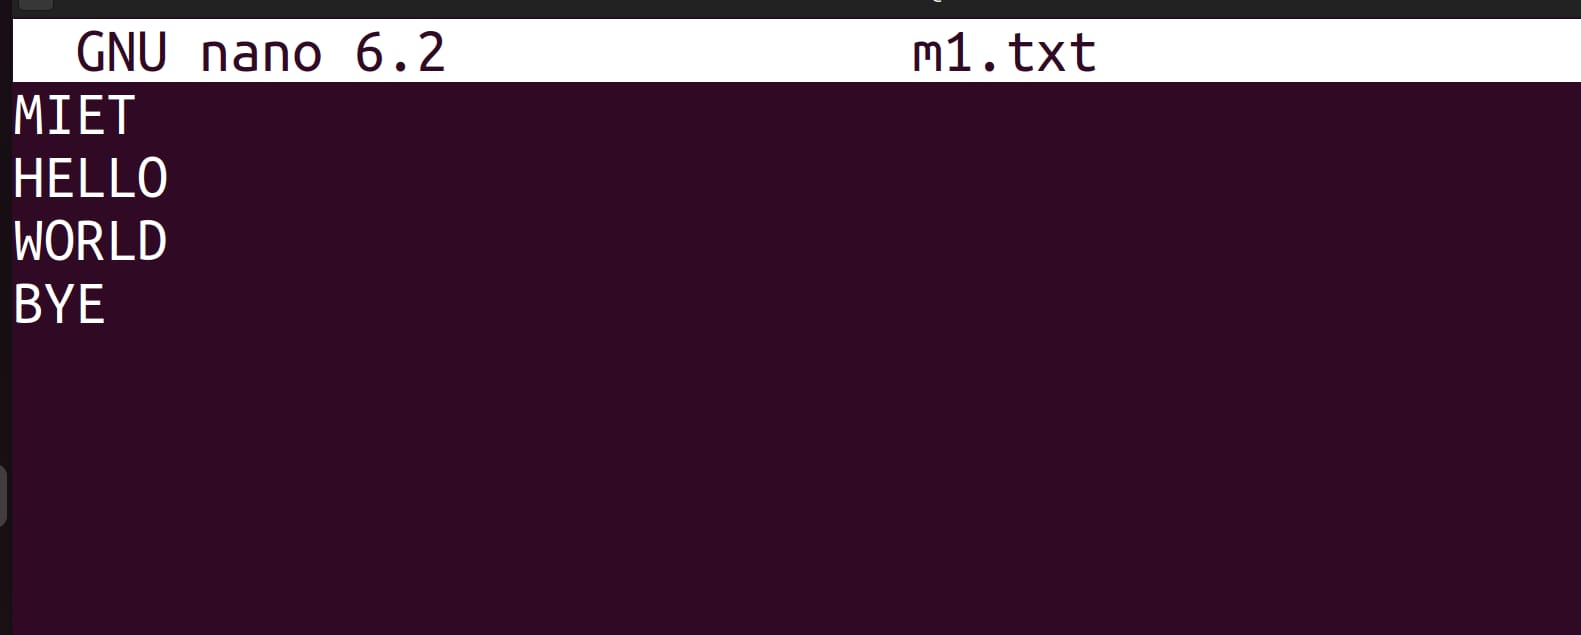 GNU nano 6.2 m1.txt
MIET
HELLO
WORLD
BYE